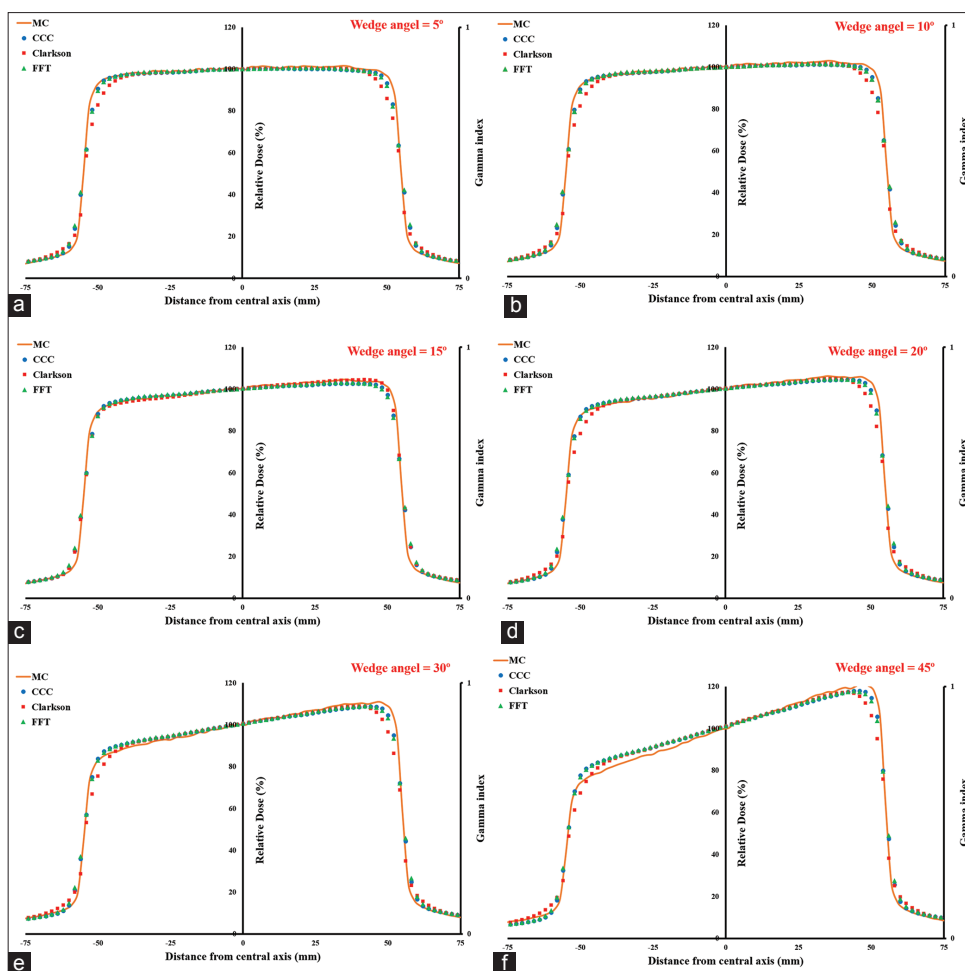 MC
CCC
Clarkson
FFT
Wedge angel = 5º
120
100
80
60
40
20
0
Relative Dose (%)
Gamma index
1
1
-75
-50
-25
0
25
50
75
Distance from central axis (mm)
a
MC
CCC
Clarkson
FFT
Wedge angel = 10º
120
100
80
60
40
20
0
Relative Dose (%)
Gamma index
1
1
-75
-50
-25
0
25
50
75
Distance from central axis (mm)
b
MC
CCC
Clarkson
FFT
Wedge angel = 15º
120
100
80
60
40
20
0
Relative Dose (%)
Gamma index
1
0
-75
-50
-25
0
25
50
75
Distance from central axis (mm)
c
MC
CCC
Clarkson
FFT
Wedge angel = 20º
120
100
80
60
40
20
0
Relative Dose (%)
Gamma index
1
0
-75
-50
-25
0
25
50
75
Distance from central axis (mm)
d
MC
CCC
Clarkson
FFT
Wedge angel = 30º
120
100
80
60
40
20
0
Relative Dose (%)
Gamma index
1
0
-75
-50
-25
0
25
50
75
Distance from central axis (mm)
e
MC
CCC
Clarkson
FFT
Wedge angel = 45º
120
100
80
60
40
20
0
Relative Dose (%)
Gamma index
1
0
-75
-50
-25
0
25
50
75
Distance from central axis (mm)
f